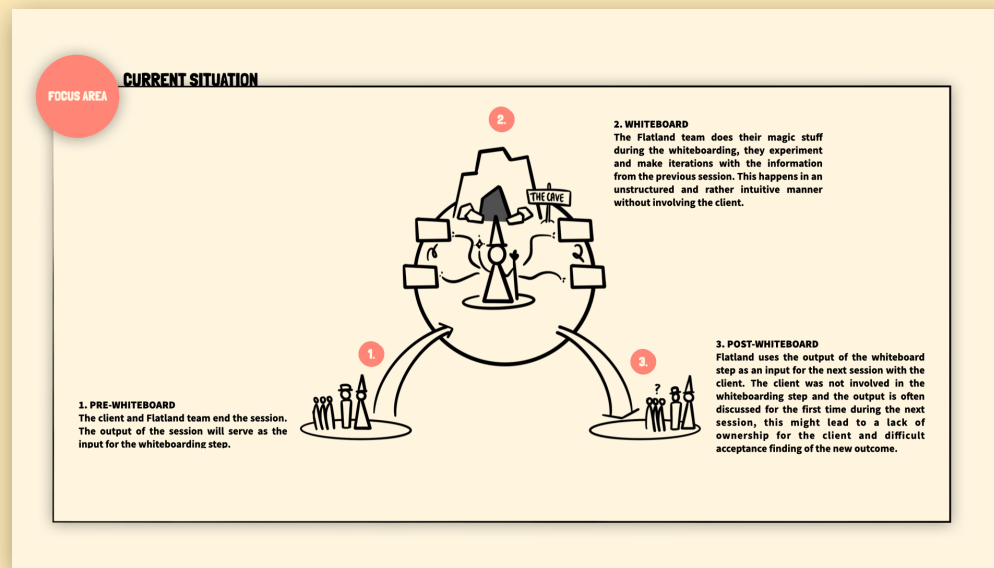 CURRENT SITUATION
FOCUS AREA
2.
2. WHITEBOARD
The Flatland team does their magic stuff
during the whiteboarding, they experiment
and make iterations with the information
from the previous session. This happens in an
unstructured and rather intuitive manner
without involving the client.
THE CAVE
1.
1. PRE-WHITEBOARD
The client and Flatland team end the session.
The output of the session will serve as the
input for the whiteboarding step.
3.
?
3. POST-WHITEBOARD
Flatland uses the output of the whiteboard
step as an input for the next session with the
client. The client was not involved in the
whiteboarding step and the output is often
discussed for the first time during the next
session, this might lead to a lack of
ownership for the client and difficult
acceptance finding of the new outcome.